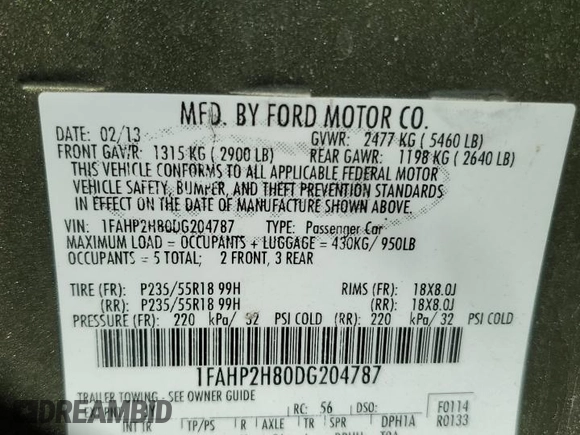 MFD. BY FORD MOTOR CO.
DATE: 02/13 GVWR: 2477 KG ( 5460 LB)
FRONT GAWR: 1315 KG ( 2900 LB) REAR GAWR: 1198 KG ( 2640 LB)
THIS VEHICLE CONFORMS TO ALL APPLICABLE FEDERAL MOTOR
VEHICLE SAFETY, BUMPER, AND THEFT PREVENTION STANDARDS
IN EFFECT ON THE DATE OF MANUFACTURE SHOWN ABOVE.
VIN: 1FAHP2H80DG204787 TYPE: Passenger Car
MAXIMUM LOAD = OCCUPANTS + LUGGAGE = 430KG/ 950LB
OCCUPANTS = 5 TOTAL; 2 FRONT, 3 REAR
TIRE (FR): P235/55R18 99H RIMS (FR): 18X8.0J
(RR): P235/55R18 99H (RR): 18X8.0J
PRESSURE (FR): 220 kPa/ 32 PSI COLD (RR): 220 kPa/ 32 PSI COLD
1FAHP2H80DG204787
TRAILER TOWING - SEE OWNER GUIDE
RC: 56 DSO: F0114
INT TR TP/PS R AXLE TR SPR DPH1A R0133
DREAMBID